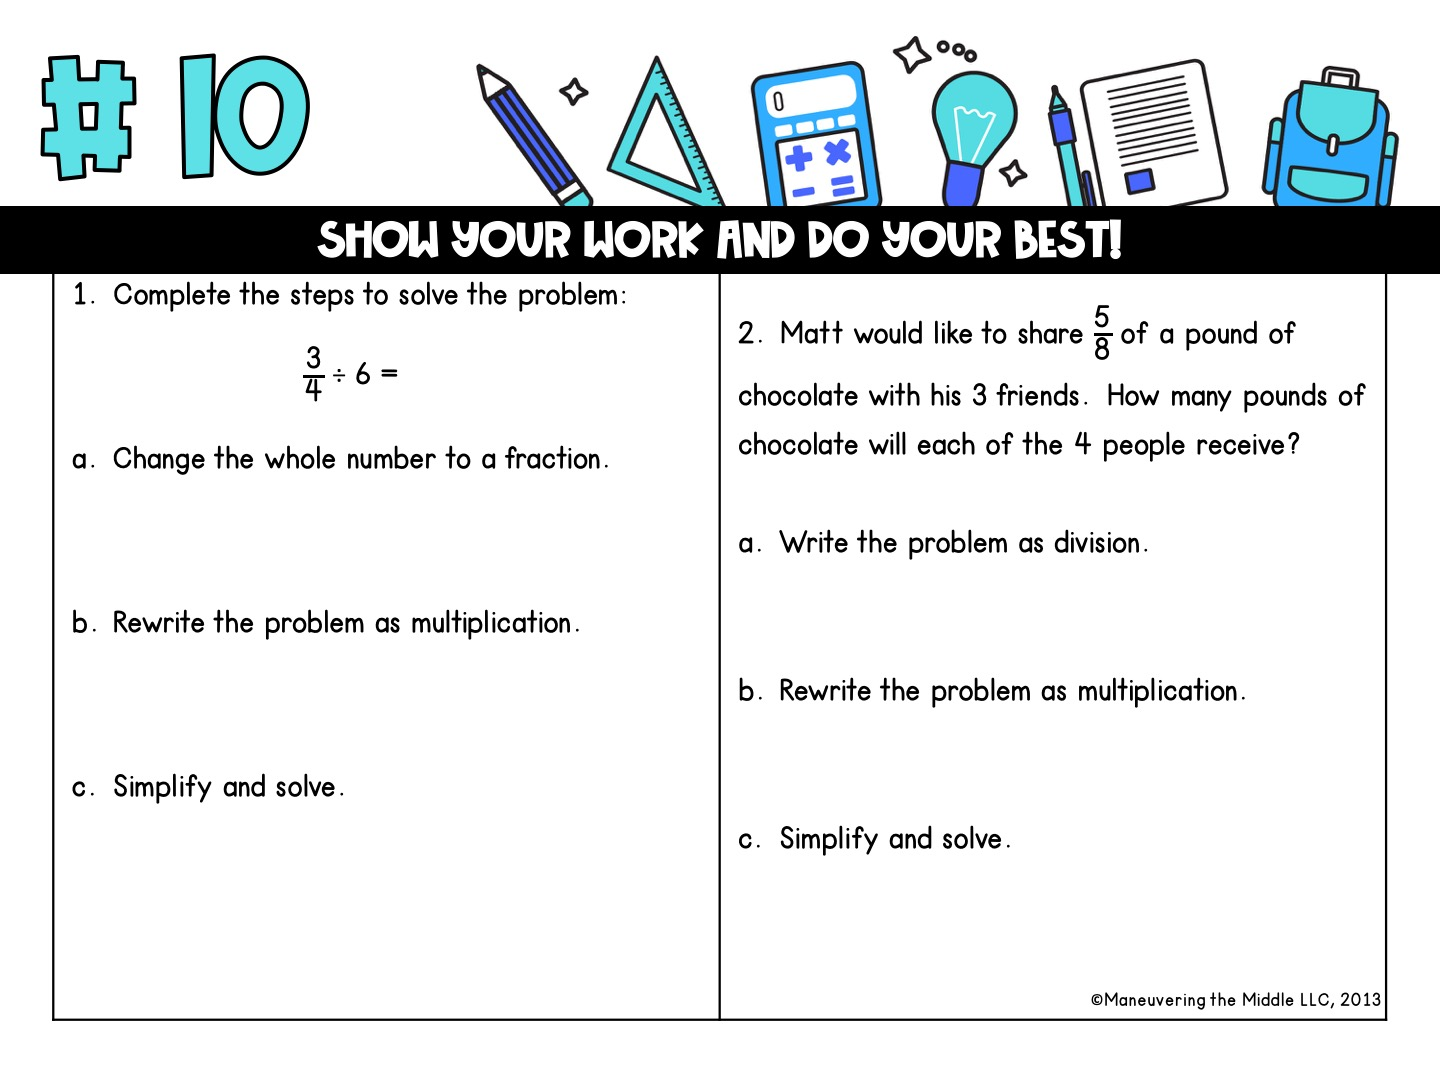 # 10
SHOW YOUR WORK AND DO YOUR BEST!
1. Complete the steps to solve the problem:
3/4 ÷ 6 =
a. Change the whole number to a fraction.
b. Rewrite the problem as multiplication.
c. Simplify and solve.
2. Matt would like to share 5/8 of a pound of
chocolate with his 3 friends. How many pounds of
chocolate will each of the 4 people receive?
a. Write the problem as division.
b. Rewrite the problem as multiplication.
c. Simplify and solve.
©Maneuvering the Middle LLC, 2013